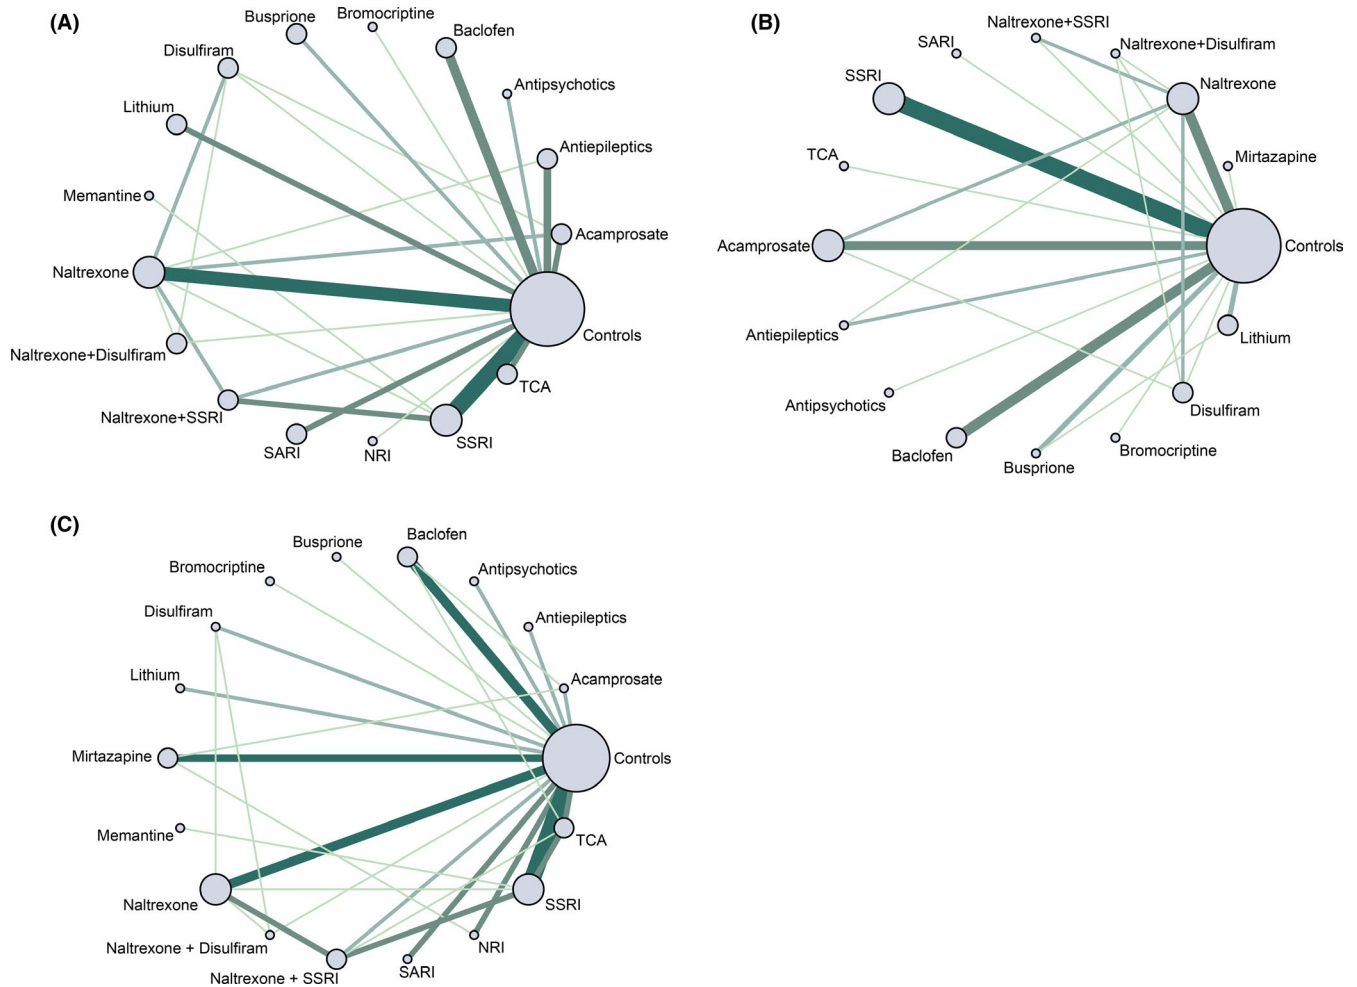 (A)
Busprione
Bromocriptine
Baclofen
Disulfiram
Antipsychotics
Lithium
Antiepileptics
Memantine
Acamprosate
Naltrexone
Controls
Naltrexone+Disulfiram
TCA
Naltrexone+SSRI
SSRI
SARI
NRI
(B)
Naltrexone+SSRI
SARI
Naltrexone+Disulfiram
SSRI
Naltrexone
TCA
Mirtazapine
Acamprosate
Controls
Antiepileptics
Lithium
Antipsychotics
Disulfiram
Baclofen
Bromocriptine
Busprione
(C)
Baclofen
Busprione
Bromocriptine
Antipsychotics
Disulfiram
Antiepileptics
Lithium
Acamprosate
Mirtazapine
Controls
Memantine
TCA
Naltrexone
SSRI
Naltrexone + Disulfiram
NRI
Naltrexone + SSRI
SARI